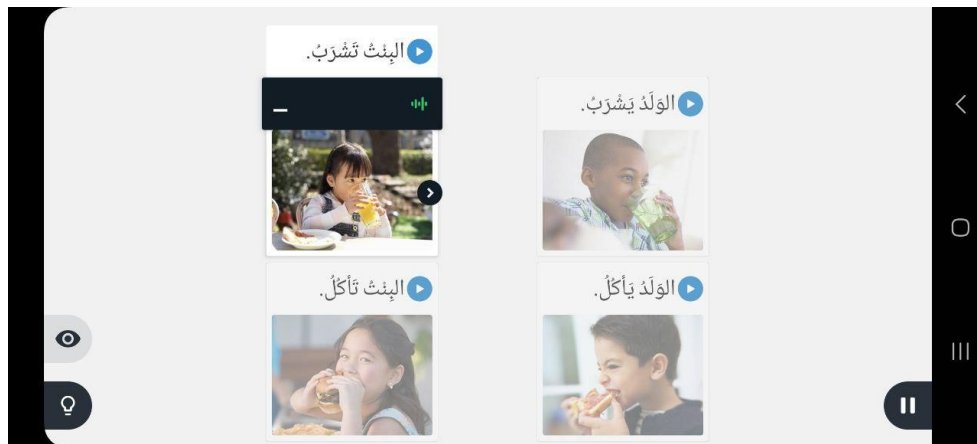 الوَلَدُ يَشْرَبُ.
البِنْتُ تَشْرَبُ.
الوَلَدُ يَأكُلُ.
البِنْتُ تَأكُلُ.